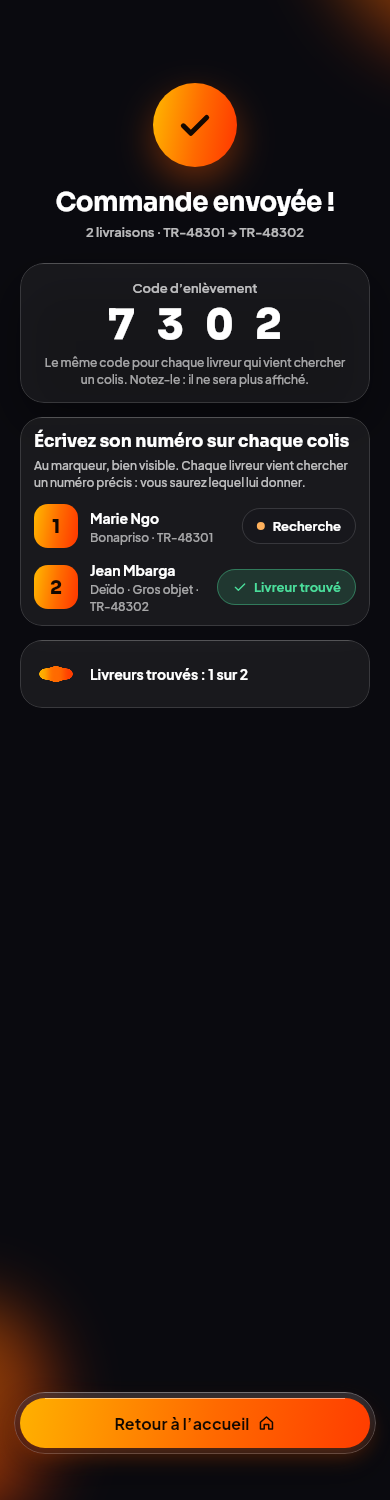 Commande envoyée !
2 livraisons · TR-48301 → TR-48302
Code d’enlèvement
7 3 0 2
Le même code pour chaque livreur qui vient chercher
un colis. Notez-le : il ne sera plus affiché.
Écrivez son numéro sur chaque colis
Au marqueur, bien visible. Chaque livreur vient chercher
un numéro précis : vous saurez lequel lui donner.
1
Marie Ngo
Bonapriso · TR-48301
Recherche
2
Jean Mbarga
Deïdo · Gros objet ·
TR-48302
Livreur trouvé
Livreurs trouvés : 1 sur 2
Retour à l’accueil